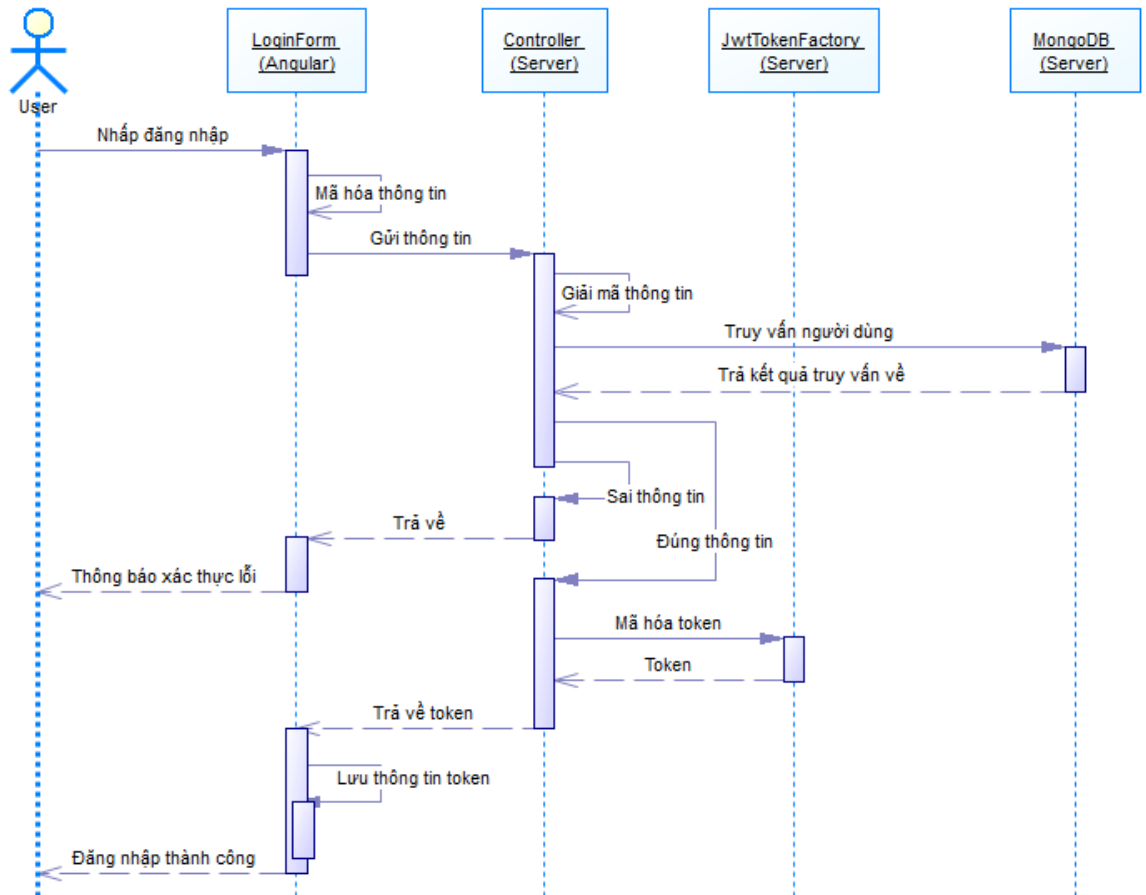 LoginForm
(Angular)
Controller
(Server)
JwtTokenFactory
(Server)
MongoDB
(Server)
User
Nhấp đăng nhập
Mã hóa thông tin
Gửi thông tin
Giải mã thông tin
Truy vấn người dùng
Trả kết quả truy vấn về
Sai thông tin
Trả về
Đúng thông tin
Thông báo xác thực lỗi
Mã hóa token
Token
Trả về token
Lưu thông tin token
Đăng nhập thành công